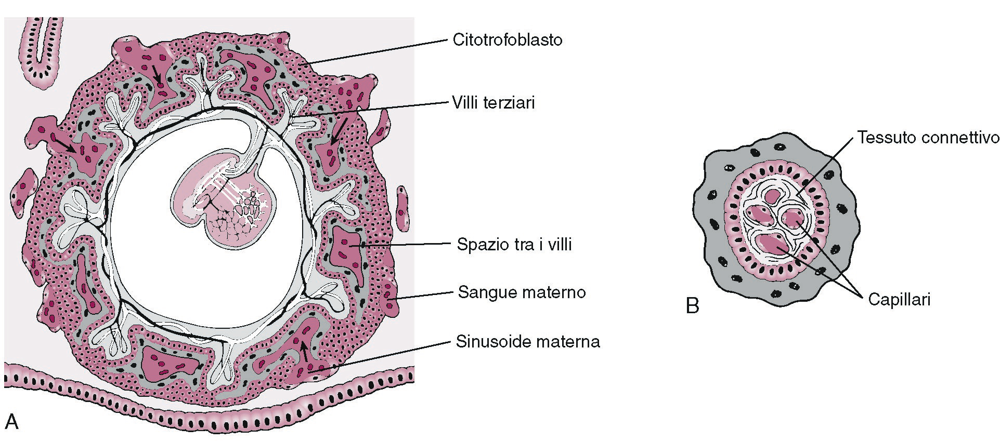 Citotrofoblasto
Villi terziari
Spazio tra i villi
Sangue materno
Sinusoide materna
A
Tessuto connettivo
Capillari
B